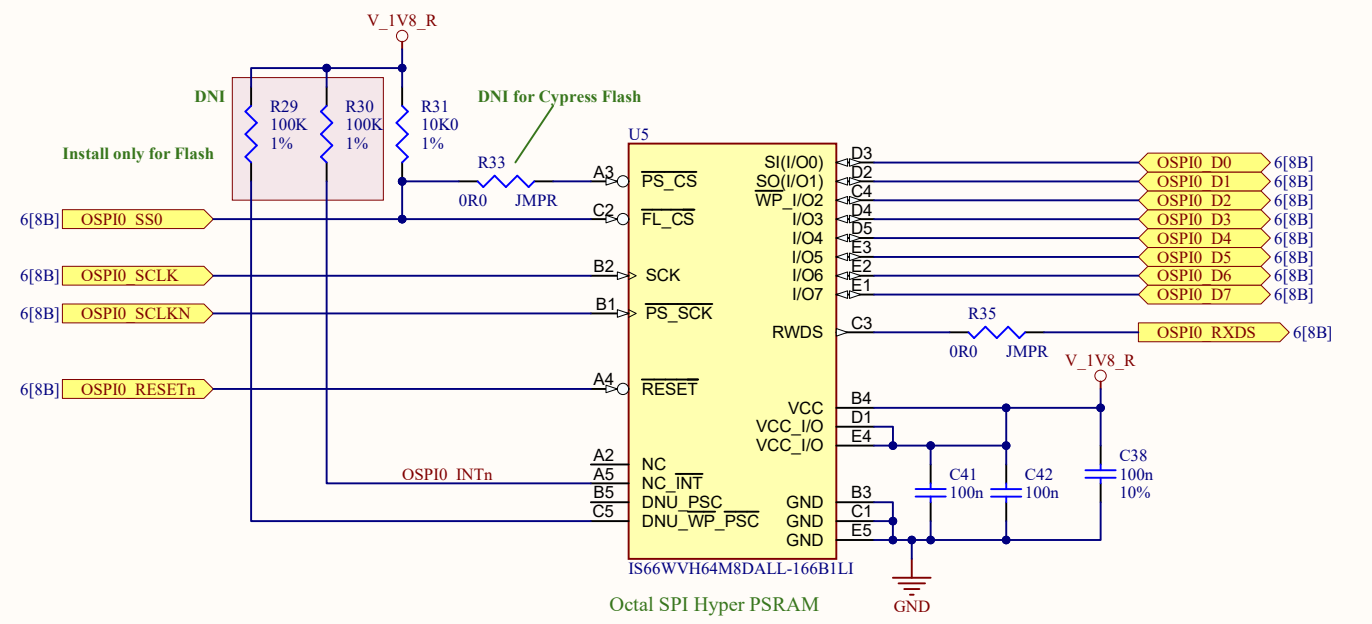 V_1V8_R
DNI
R29
100K
1%
R30
100K
1%
R31
10K0
1%
DNI for Cypress Flash
Install only for Flash
R33
0R0 JMPR
U5
6[8B] OSPI0_SS0
6[8B] OSPI0_SCLK
6[8B] OSPI0_SCLKN
6[8B] OSPI0_RESETn
OSPI0_INTn
A3 PS_CS
C2 FL_CS
B2 SCK
B1 PS_SCK
A4 RESET
A2 NC
A5 NC_INT
B5 DNU_PSC
C5 DNU_WP_PSC
SI(I/O0) D3 OSPI0_D0 6[8B]
SO(I/O1) D2 OSPI0_D1 6[8B]
WP_I/O2 C4 OSPI0_D2 6[8B]
I/O3 D4 OSPI0_D3 6[8B]
I/O4 D5 OSPI0_D4 6[8B]
I/O5 E3 OSPI0_D5 6[8B]
I/O6 E2 OSPI0_D6 6[8B]
I/O7 E1 OSPI0_D7 6[8B]
RWDS C3
R35
0R0 JMPR
OSPI0_RXDS 6[8B]
V_1V8_R
VCC B4
VCC_I/O D1
VCC_I/O E4
GND B3
GND C1
GND E5
C41
100n
C42
100n
C38
100n
10%
GND
IS66WVH64M8DALL-166B1LI
Octal SPI Hyper PSRAM